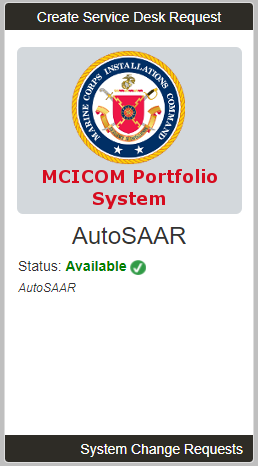 Create Service Desk Request
MARINE CORPS INSTALLATIONS COMMAND
MCICOM Portfolio
System
AutoSAAR
Status: Available
AutoSAAR
System Change Requests